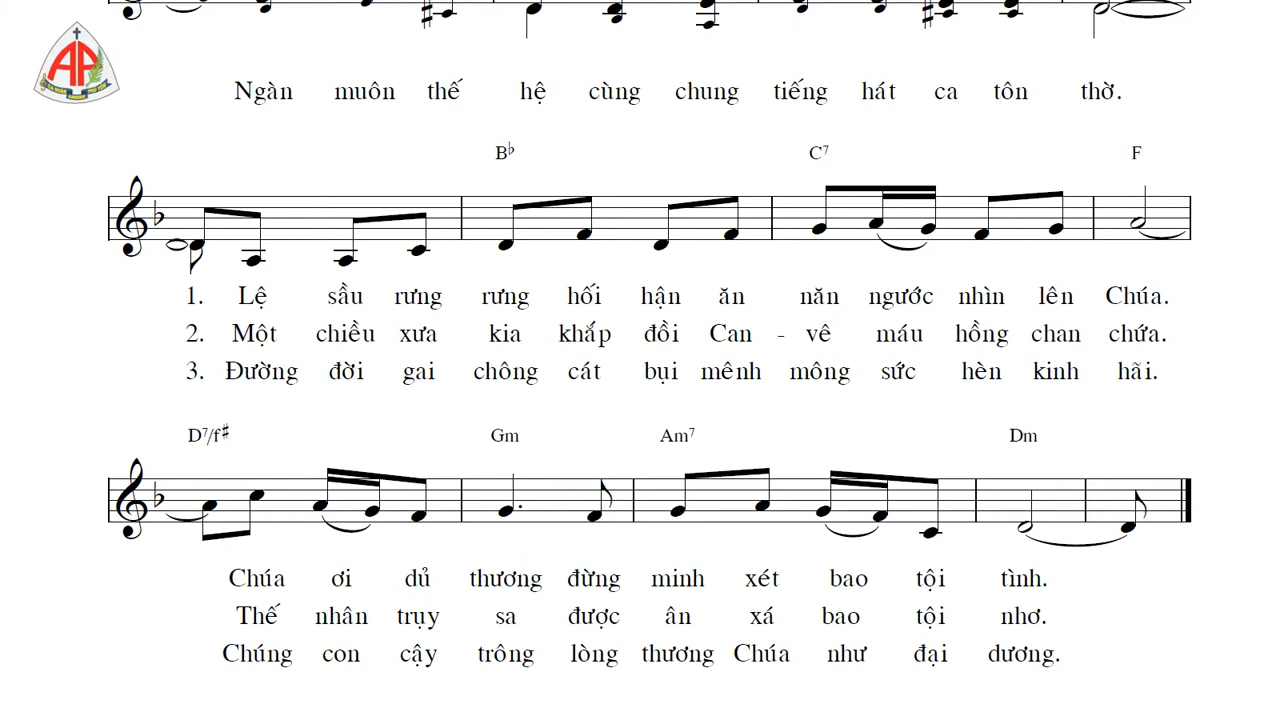 AP
Ngàn muôn thế hệ cùng chung tiếng hát ca tôn thờ.
B♭ C7 F
1. Lệ sầu rưng rưng hối hận ăn năn ngước nhìn lên Chúa.
2. Một chiều xưa kia khắp đồi Can - vê máu hồng chan chứa.
3. Đường đời gai chông cát bụi mênh mông sức hèn kinh hãi.
D7/f♯ Gm Am7 Dm
Chúa ơi dủ thương đừng minh xét bao tội tình.
Thế nhân trụy sa được ân xá bao tội nhơ.
Chúng con cậy trông lòng thương Chúa như đại dương.